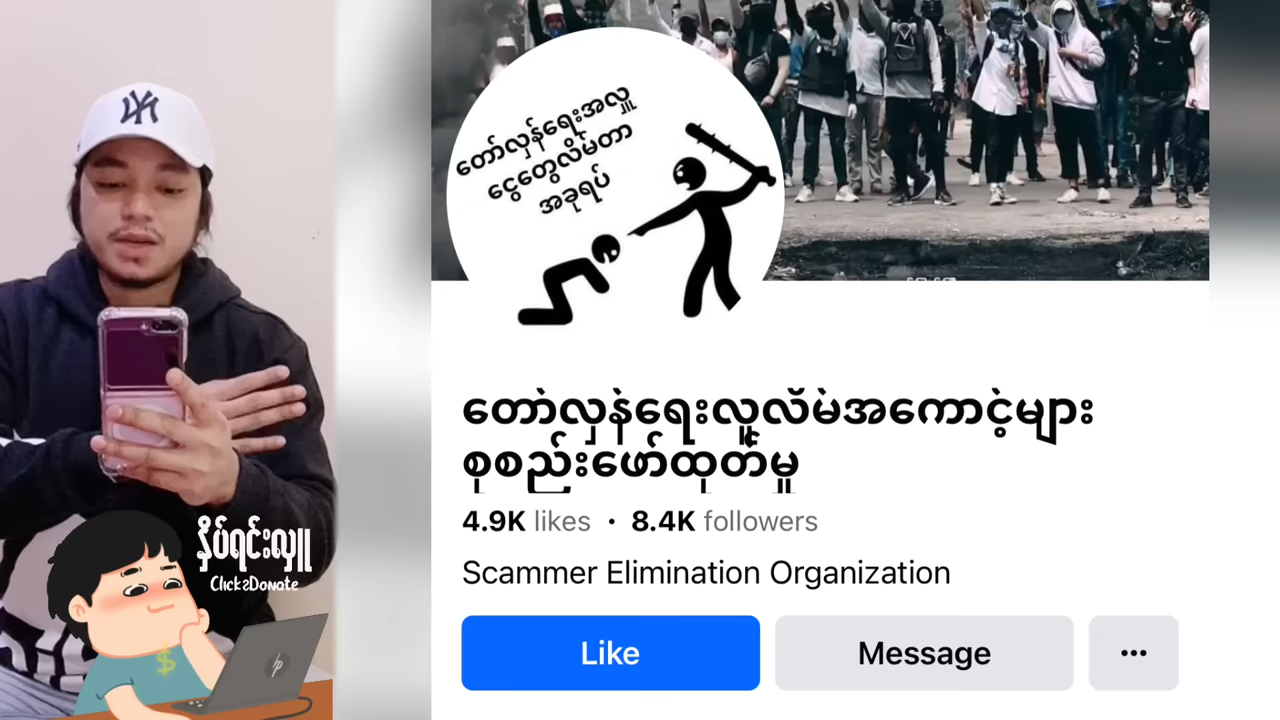 တော်လှန်ရေးအလှူ
ငွေတွေလိမ်တာ
အခုရပ်
တော်လှန်ရေးလူလိမ်အကောင့်များ
စုစည်းဖော်ထုတ်မှု
4.9K likes · 8.4K followers
Scammer Elimination Organization
Like
Message
နှိပ်ရင်းလှူ
Click2Donate
hp